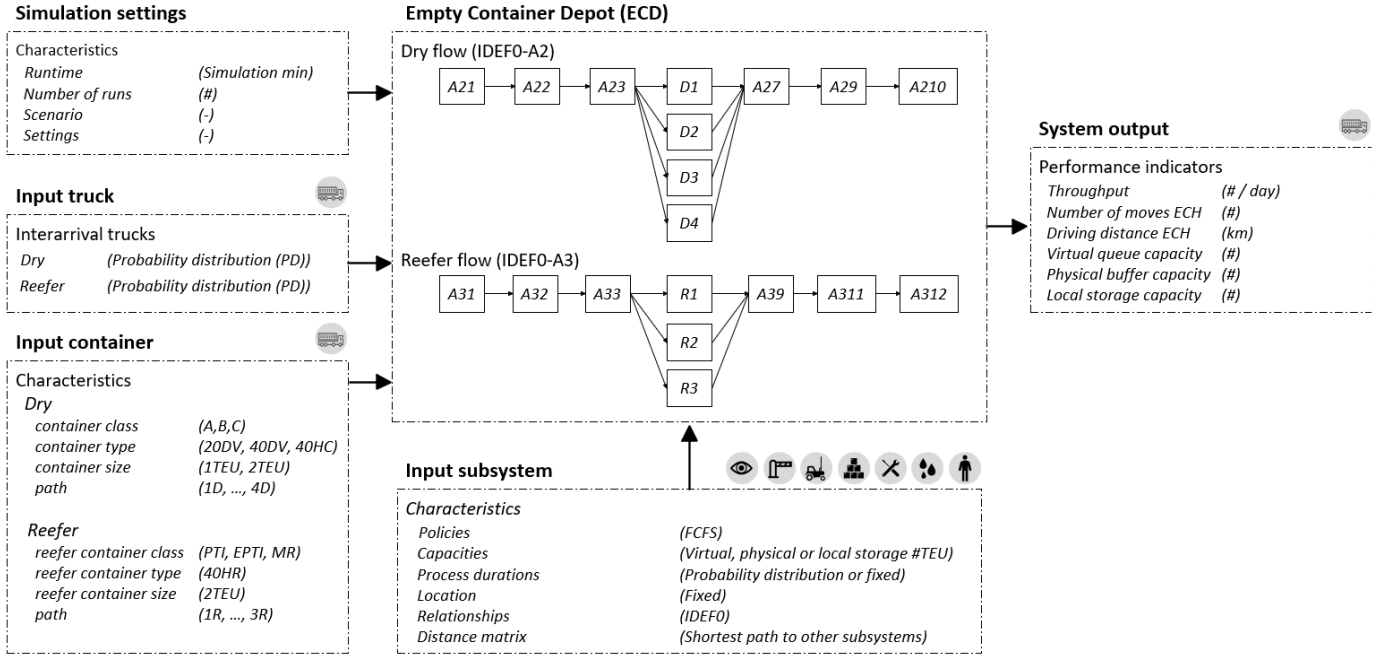 Simulation settings
Characteristics
Runtime (Simulation min)
Number of runs (#)
Scenario (-)
Settings (-)
Input truck
Interarrival trucks
Dry (Probability distribution (PD))
Reefer (Probability distribution (PD))
Input container
Characteristics
Dry
container class (A,B,C)
container type (20DV, 40DV, 40HC)
container size (1TEU, 2TEU)
path (1D, ..., 4D)
Reefer
reefer container class (PTI, EPTI, MR)
reefer container type (40HR)
reefer container size (2TEU)
path (1R, ..., 3R)
Empty Container Depot (ECD)
Dry flow (IDEF0-A2)
A21 A22 A23 D1 A27 A29 A210
D2
D3
D4
Reefer flow (IDEF0-A3)
A31 A32 A33 R1 A39 A311 A312
R2
R3
Input subsystem
Characteristics
Policies (FCFS)
Capacities (Virtual, physical or local storage #TEU)
Process durations (Probability distribution or fixed)
Location (Fixed)
Relationships (IDEF0)
Distance matrix (Shortest path to other subsystems)
System output
Performance indicators
Throughput (# / day)
Number of moves ECH (#)
Driving distance ECH (km)
Virtual queue capacity (#)
Physical buffer capacity (#)
Local storage capacity (#)